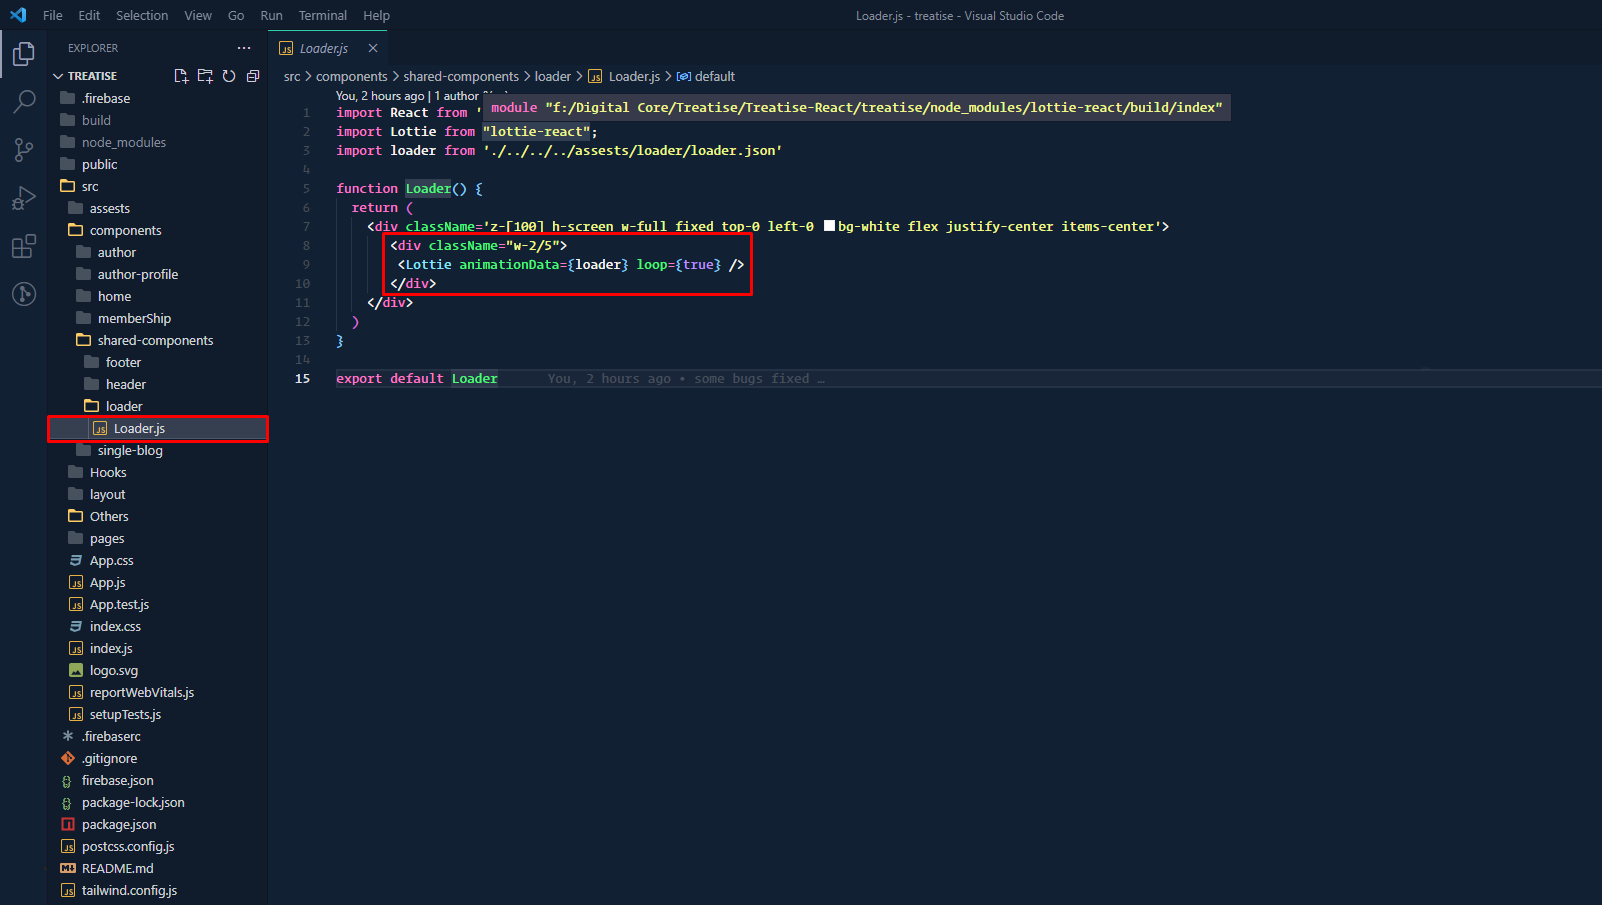 File Edit Selection View Go Run Terminal Help
Loader.js - treatise - Visual Studio Code
EXPLORER
TREATISE
.firebase
build
node_modules
public
src
assests
components
author
author-profile
home
memberShip
shared-components
footer
header
loader
Loader.js
single-blog
Hooks
layout
Others
pages
App.css
App.js
App.test.js
index.css
index.js
logo.svg
reportWebVitals.js
setupTests.js
.firebaserc
.gitignore
firebase.json
package-lock.json
package.json
postcss.config.js
README.md
tailwind.config.js
JS Loader.js
src > components > shared-components > loader > JS Loader.js > default
You, 2 hours ago | 1 author
module "f:/Digital Core/Treatise/Treatise-React/treatise/node_modules/lottie-react/build/index"
1 import React from '
2 import Lottie from "lottie-react";
3 import loader from './../../../assests/loader/loader.json'
4
5 function Loader() {
6 return (
7 <div className='z-[100] h-screen w-full fixed top-0 left-0 bg-white flex justify-center items-center'>
8 <div className="w-2/5">
9 <Lottie animationData={loader} loop={true} />
10 </div>
11 </div>
12 )
13 }
14
15 export default Loader You, 2 hours ago • some bugs fixed …